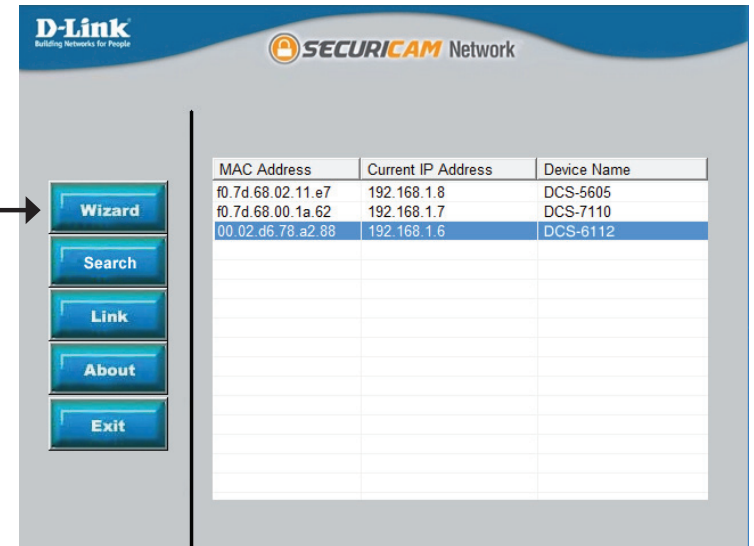 D-Link
Building Networks for People
SECURICAM Network
MAC Address Current IP Address Device Name
f0.7d.68.02.11.e7 192.168.1.8 DCS-5605
f0.7d.68.00.1a.62 192.168.1.7 DCS-7110
00.02.d6.78.a2.88 192.168.1.6 DCS-6112
Wizard
Search
Link
About
Exit